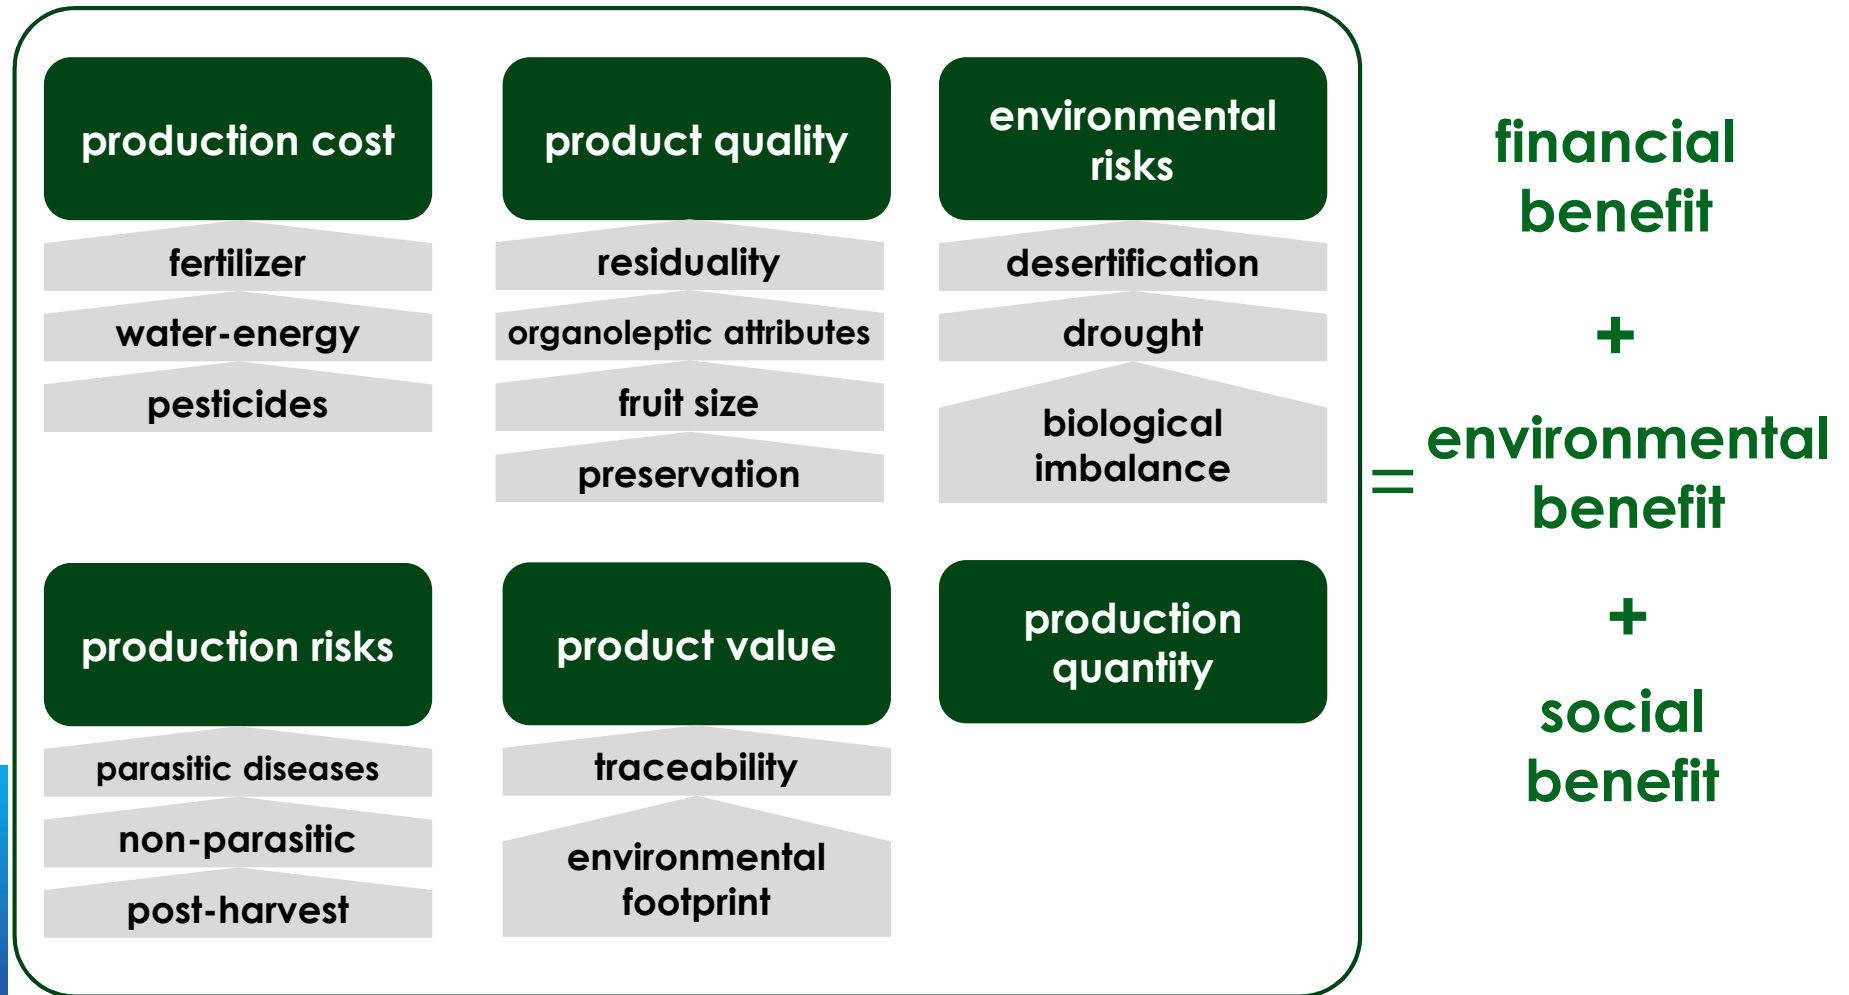 production cost
fertilizer
water-energy
pesticides
product quality
residuality
organoleptic attributes
fruit size
preservation
environmental
risks
desertification
drought
biological
imbalance
production risks
parasitic diseases
non-parasitic
post-harvest
product value
traceability
environmental
footprint
production
quantity
=
financial
benefit
+
environmental
benefit
+
social
benefit